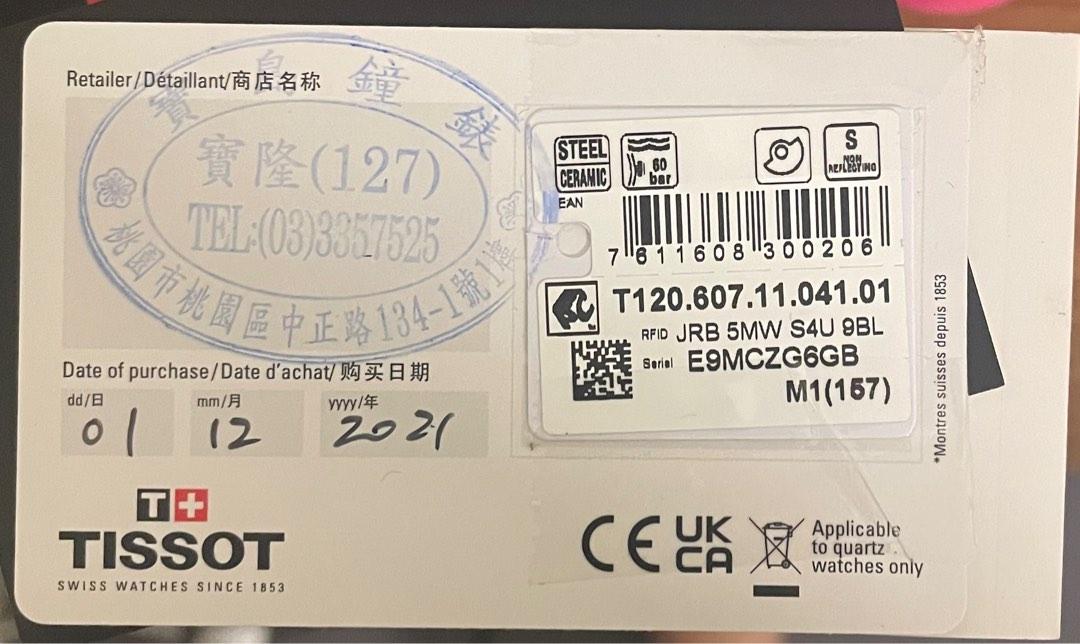 Retailer/Détaillant/商店名称
寶島鐘錶
寶隆(127)
TEL:(03)3357525
桃園市桃園區中正路134-1號1樓
Date of purchase/Date d'achat/购买日期
dd/日
mm/月
yyyy/年
01
12
2021
T
TISSOT
SWISS WATCHES SINCE 1853
STEEL
CERAMIC
60
bar
S
NON
REFLECTING
EAN
7 611608 300206
T120.607.11.041.01
RFID JRB 5MW S4U 9BL
Serial E9MCZG6GB
M1(157)
*Montres suisses depuis 1853
CE
UK
CA
Applicable
to quartz
watches only